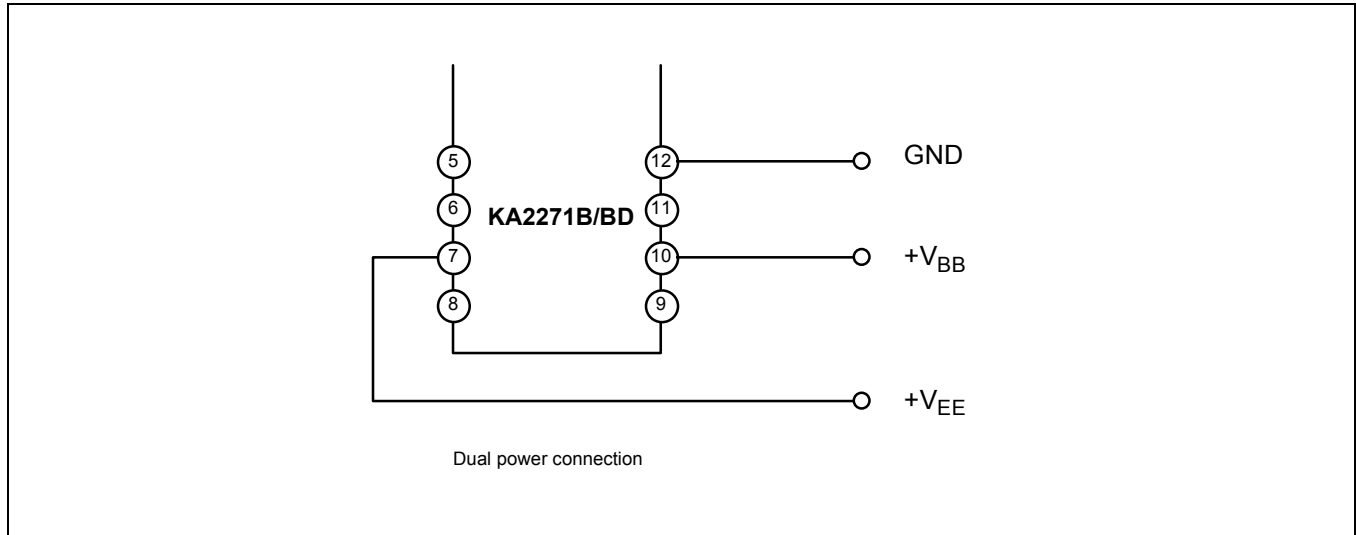 5
12
GND
6
KA2271B/BD
11
7
10
+VBB
8
9
+VEE
Dual power connection